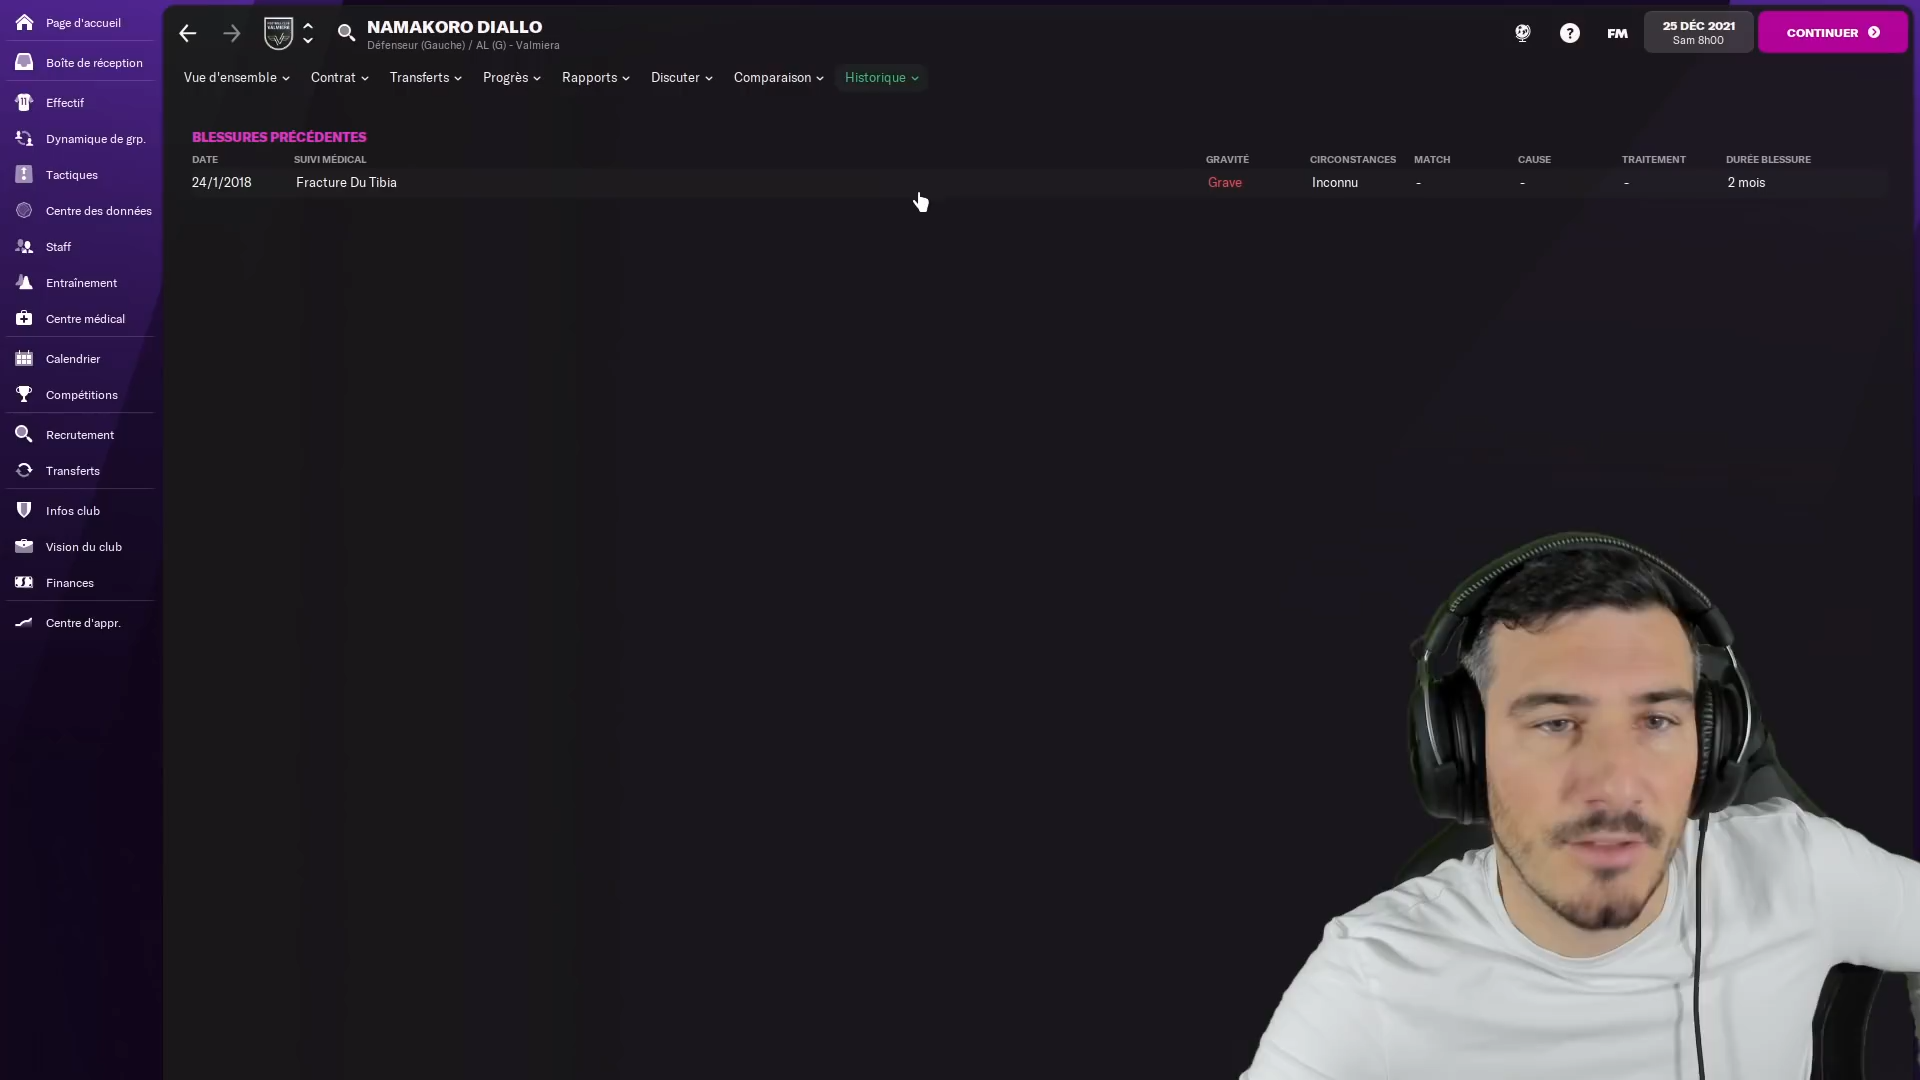 Page d'accueil
Boîte de réception
Effectif
Dynamique de grp.
Tactiques
Centre des données
Staff
Entraînement
Centre médical
Calendrier
Compétitions
Recrutement
Transferts
Infos club
Vision du club
Finances
Centre d'appr.
NAMAKORO DIALLO
Défenseur (Gauche) / AL (G) - Valmiera
FM
25 DÉC 2021
Sam 8h00
CONTINUER
Vue d'ensemble Contrat Transferts Progrès Rapports Discuter Comparaison Historique
BLESSURES PRÉCÉDENTES
DATE SUIVI MÉDICAL GRAVITÉ CIRCONSTANCES MATCH CAUSE TRAITEMENT DURÉE BLESSURE
24/1/2018 Fracture Du Tibia Grave Inconnu - - - 2 mois